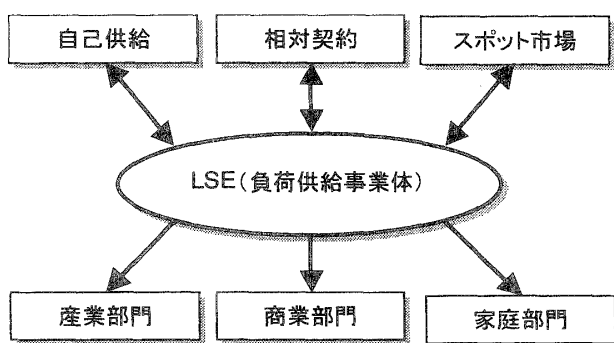 自己供給
相対契約
スポット市場
LSE(負荷供給事業体)
産業部門
商業部門
家庭部門